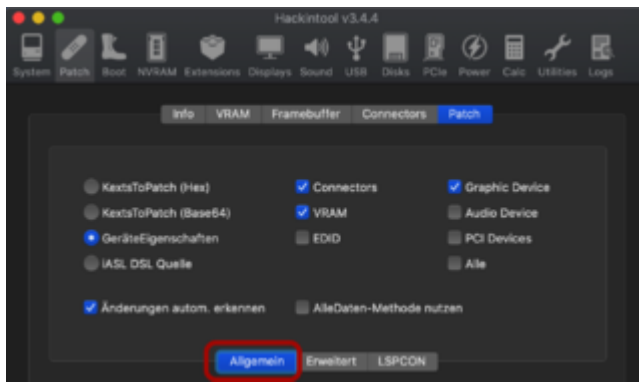 Hackintool v3.4.4
System Patch Boot NVRAM Extensions Displays Sound USB Disks PCIe Power Calc Utilities Logs
Info VRAM Framebuffer Connectors Patch
KextsToPatch (Hex) Connectors Graphic Device
KextsToPatch (Base64) VRAM Audio Device
GeräteEigenschaften EDID PCI Devices
iASL DSL Quelle Alle
Änderungen autom. erkennen AlleDaten-Methode nutzen
Allgemein Erweitert LSPCON